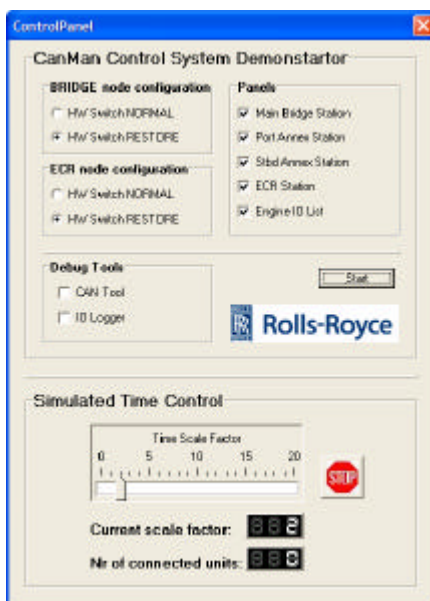 ControlPanel
CanMan Control System Demonstartor
BRIDGE node configuration
HW Switch NORMAL
HW Switch RESTORE
ECR node configuration
HW Switch NORMAL
HW Switch RESTORE
Panels
Main Bridge Station
Port Annex Station
Stbd Annex Station
ECR Station
Engine IO List
Debug Tools
CAN Tool
IO Logger
Start
RR Rolls-Royce
Simulated Time Control
Time Scale Factor
0 5 10 15 20
STOP
Current scale factor: 2
Nr of connected units: 0